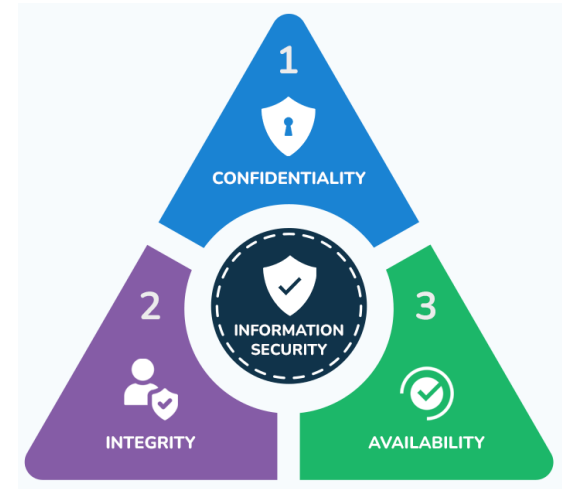 1
CONFIDENTIALITY
2
INTEGRITY
INFORMATION
SECURITY
3
AVAILABILITY